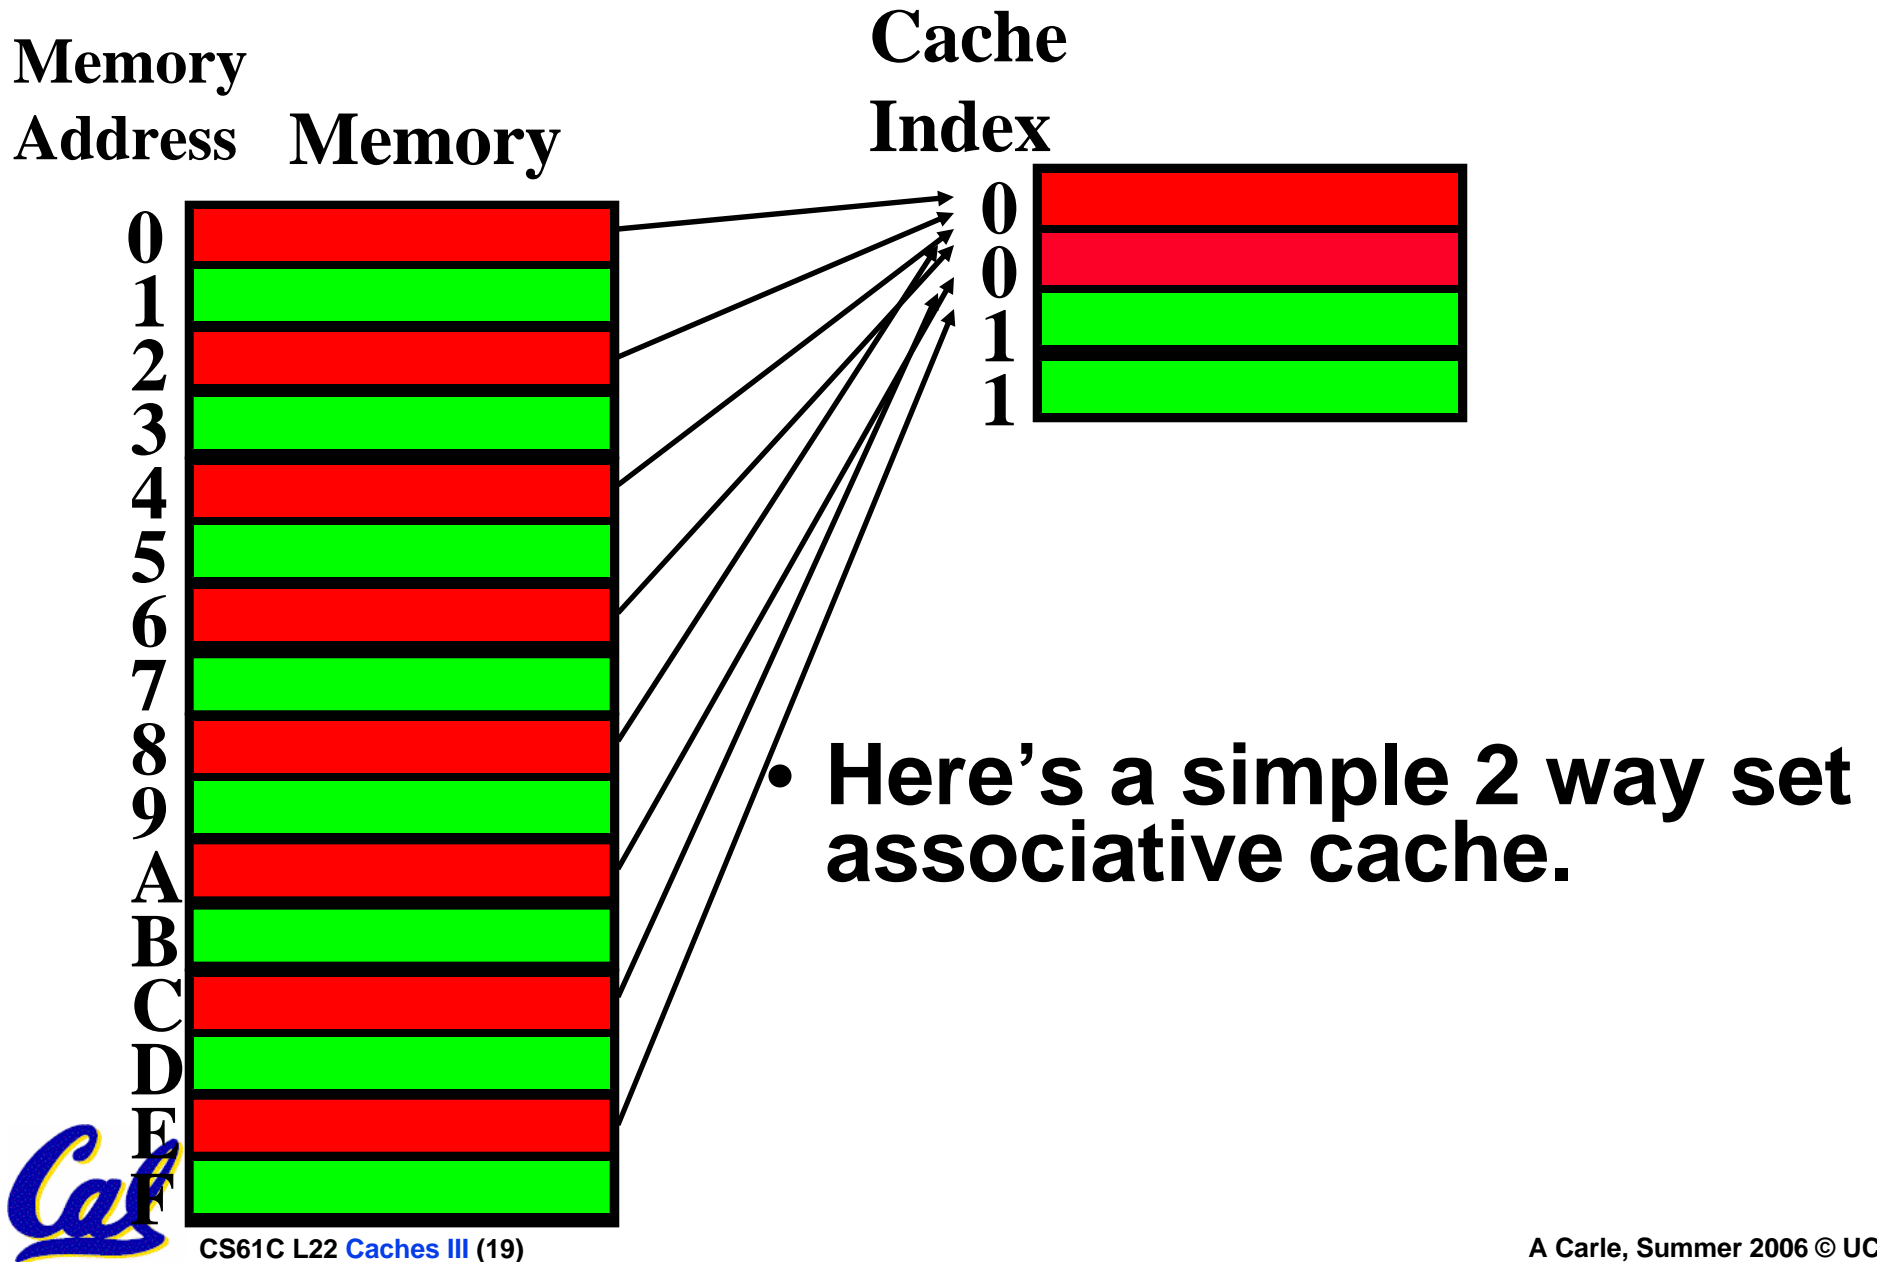 Memory
Address
Memory
Cache
Index
0
1
2
3
4
5
6
7
8
9
A
B
C
D
E
F
0
0
1
1
• Here’s a simple 2 way set
associative cache.
Cal
CS61C L22 Caches III (19)
A Carle, Summer 2006 © UC